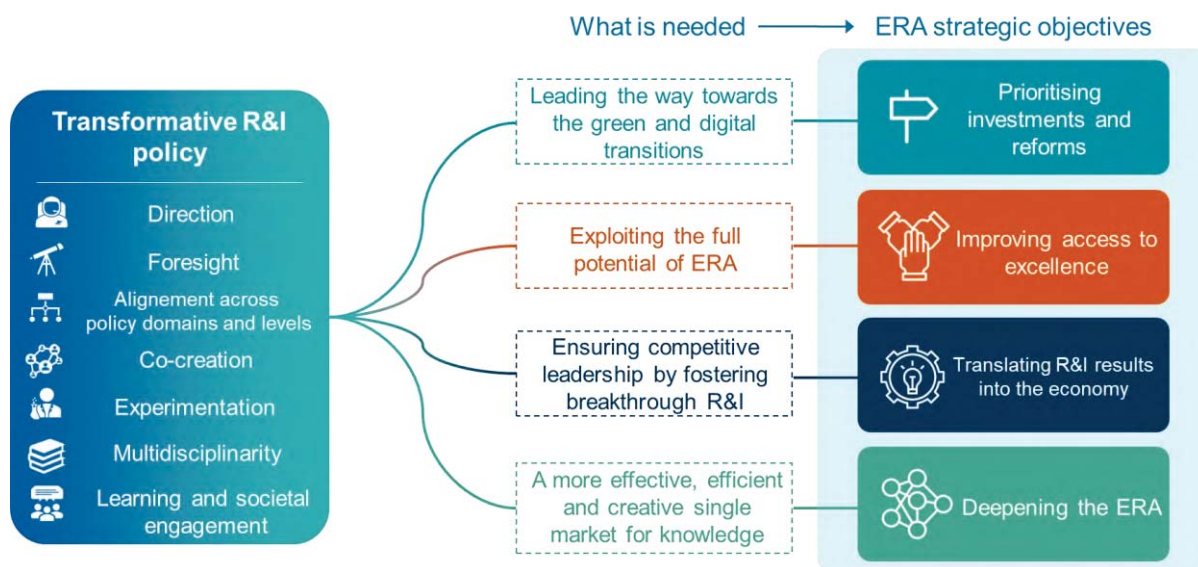 What is needed
ERA strategic objectives
Transformative R&I
policy
Direction
Foresight
Alignement across
policy domains and levels
Co-creation
Experimentation
Multidisciplinarity
Learning and societal
engagement
Leading the way towards
the green and digital
transitions
Prioritising
investments and
reforms
Exploiting the full
potential of ERA
Improving access to
excellence
Ensuring competitive
leadership by fostering
breakthrough R&I
Translating R&I results
into the economy
A more effective, efficient
and creative single
market for knowledge
Deepening the ERA